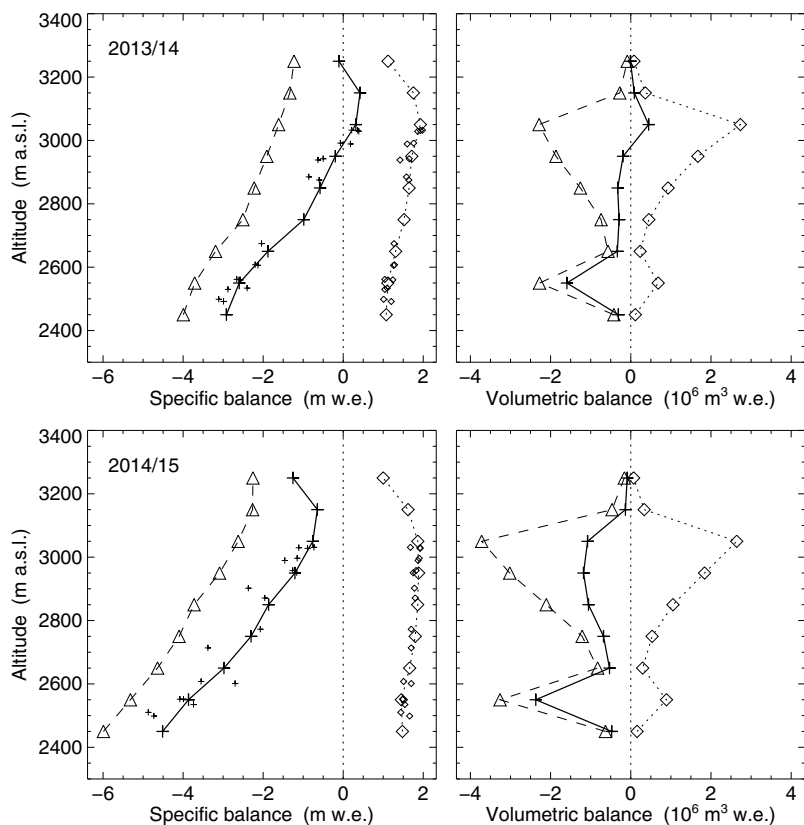 2013/14
Altitude (m a.s.l.)
3400
3200
3000
2800
2600
2400
−6 −4 −2 0 2
Specific balance (m w.e.)
−4 −2 0 2 4
Volumetric balance (10⁶ m³ w.e.)
2014/15
Altitude (m a.s.l.)
3400
3200
3000
2800
2600
2400
−6 −4 −2 0 2
Specific balance (m w.e.)
−4 −2 0 2 4
Volumetric balance (10⁶ m³ w.e.)